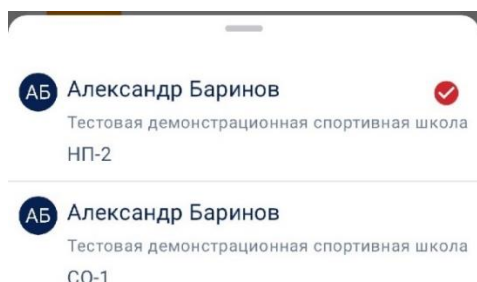 АБ Александр Баринов
Тестовая демонстрационная спортивная школа
НП-2
АБ Александр Баринов
Тестовая демонстрационная спортивная школа
СО-1